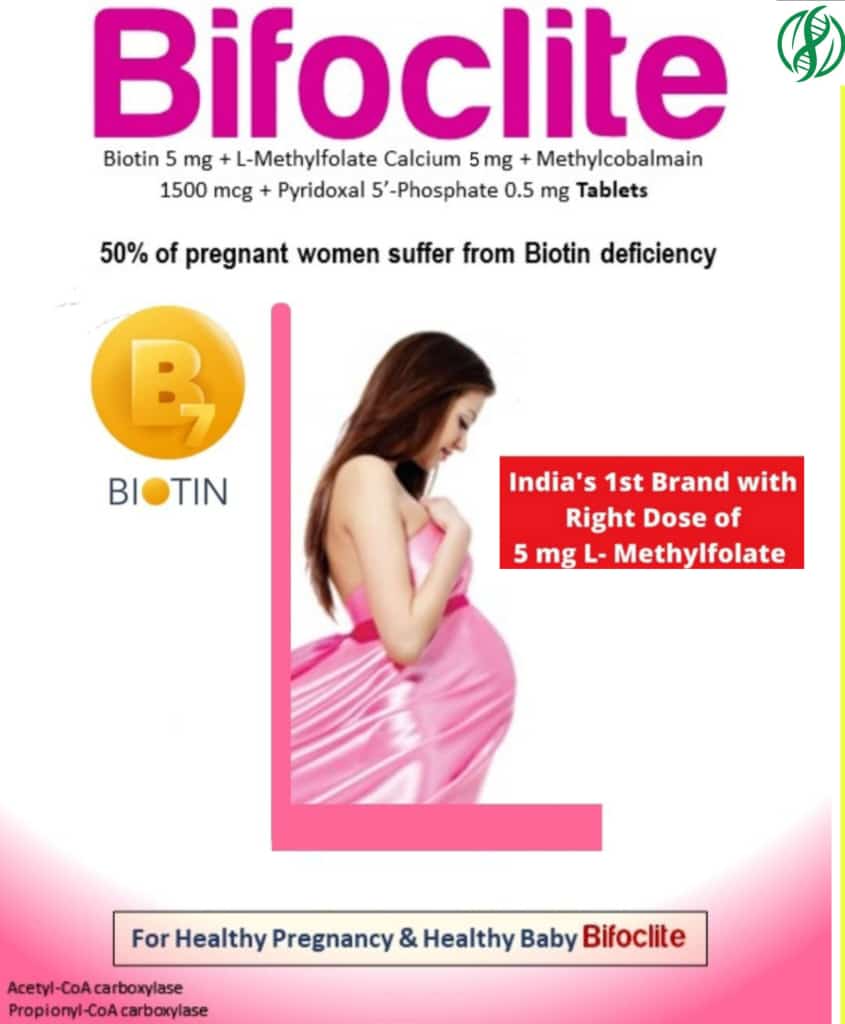 Bifoclite
Biotin 5 mg + L-Methylfolate Calcium 5 mg + Methylcobalmain
1500 mcg + Pyridoxal 5’-Phosphate 0.5 mg Tablets
50% of pregnant women suffer from Biotin deficiency
B7
BIOTIN
India's 1st Brand with
Right Dose of
5 mg L- Methylfolate
For Healthy Pregnancy & Healthy Baby Bifoclite
Acetyl-CoA carboxylase
Propionyl-CoA carboxylase